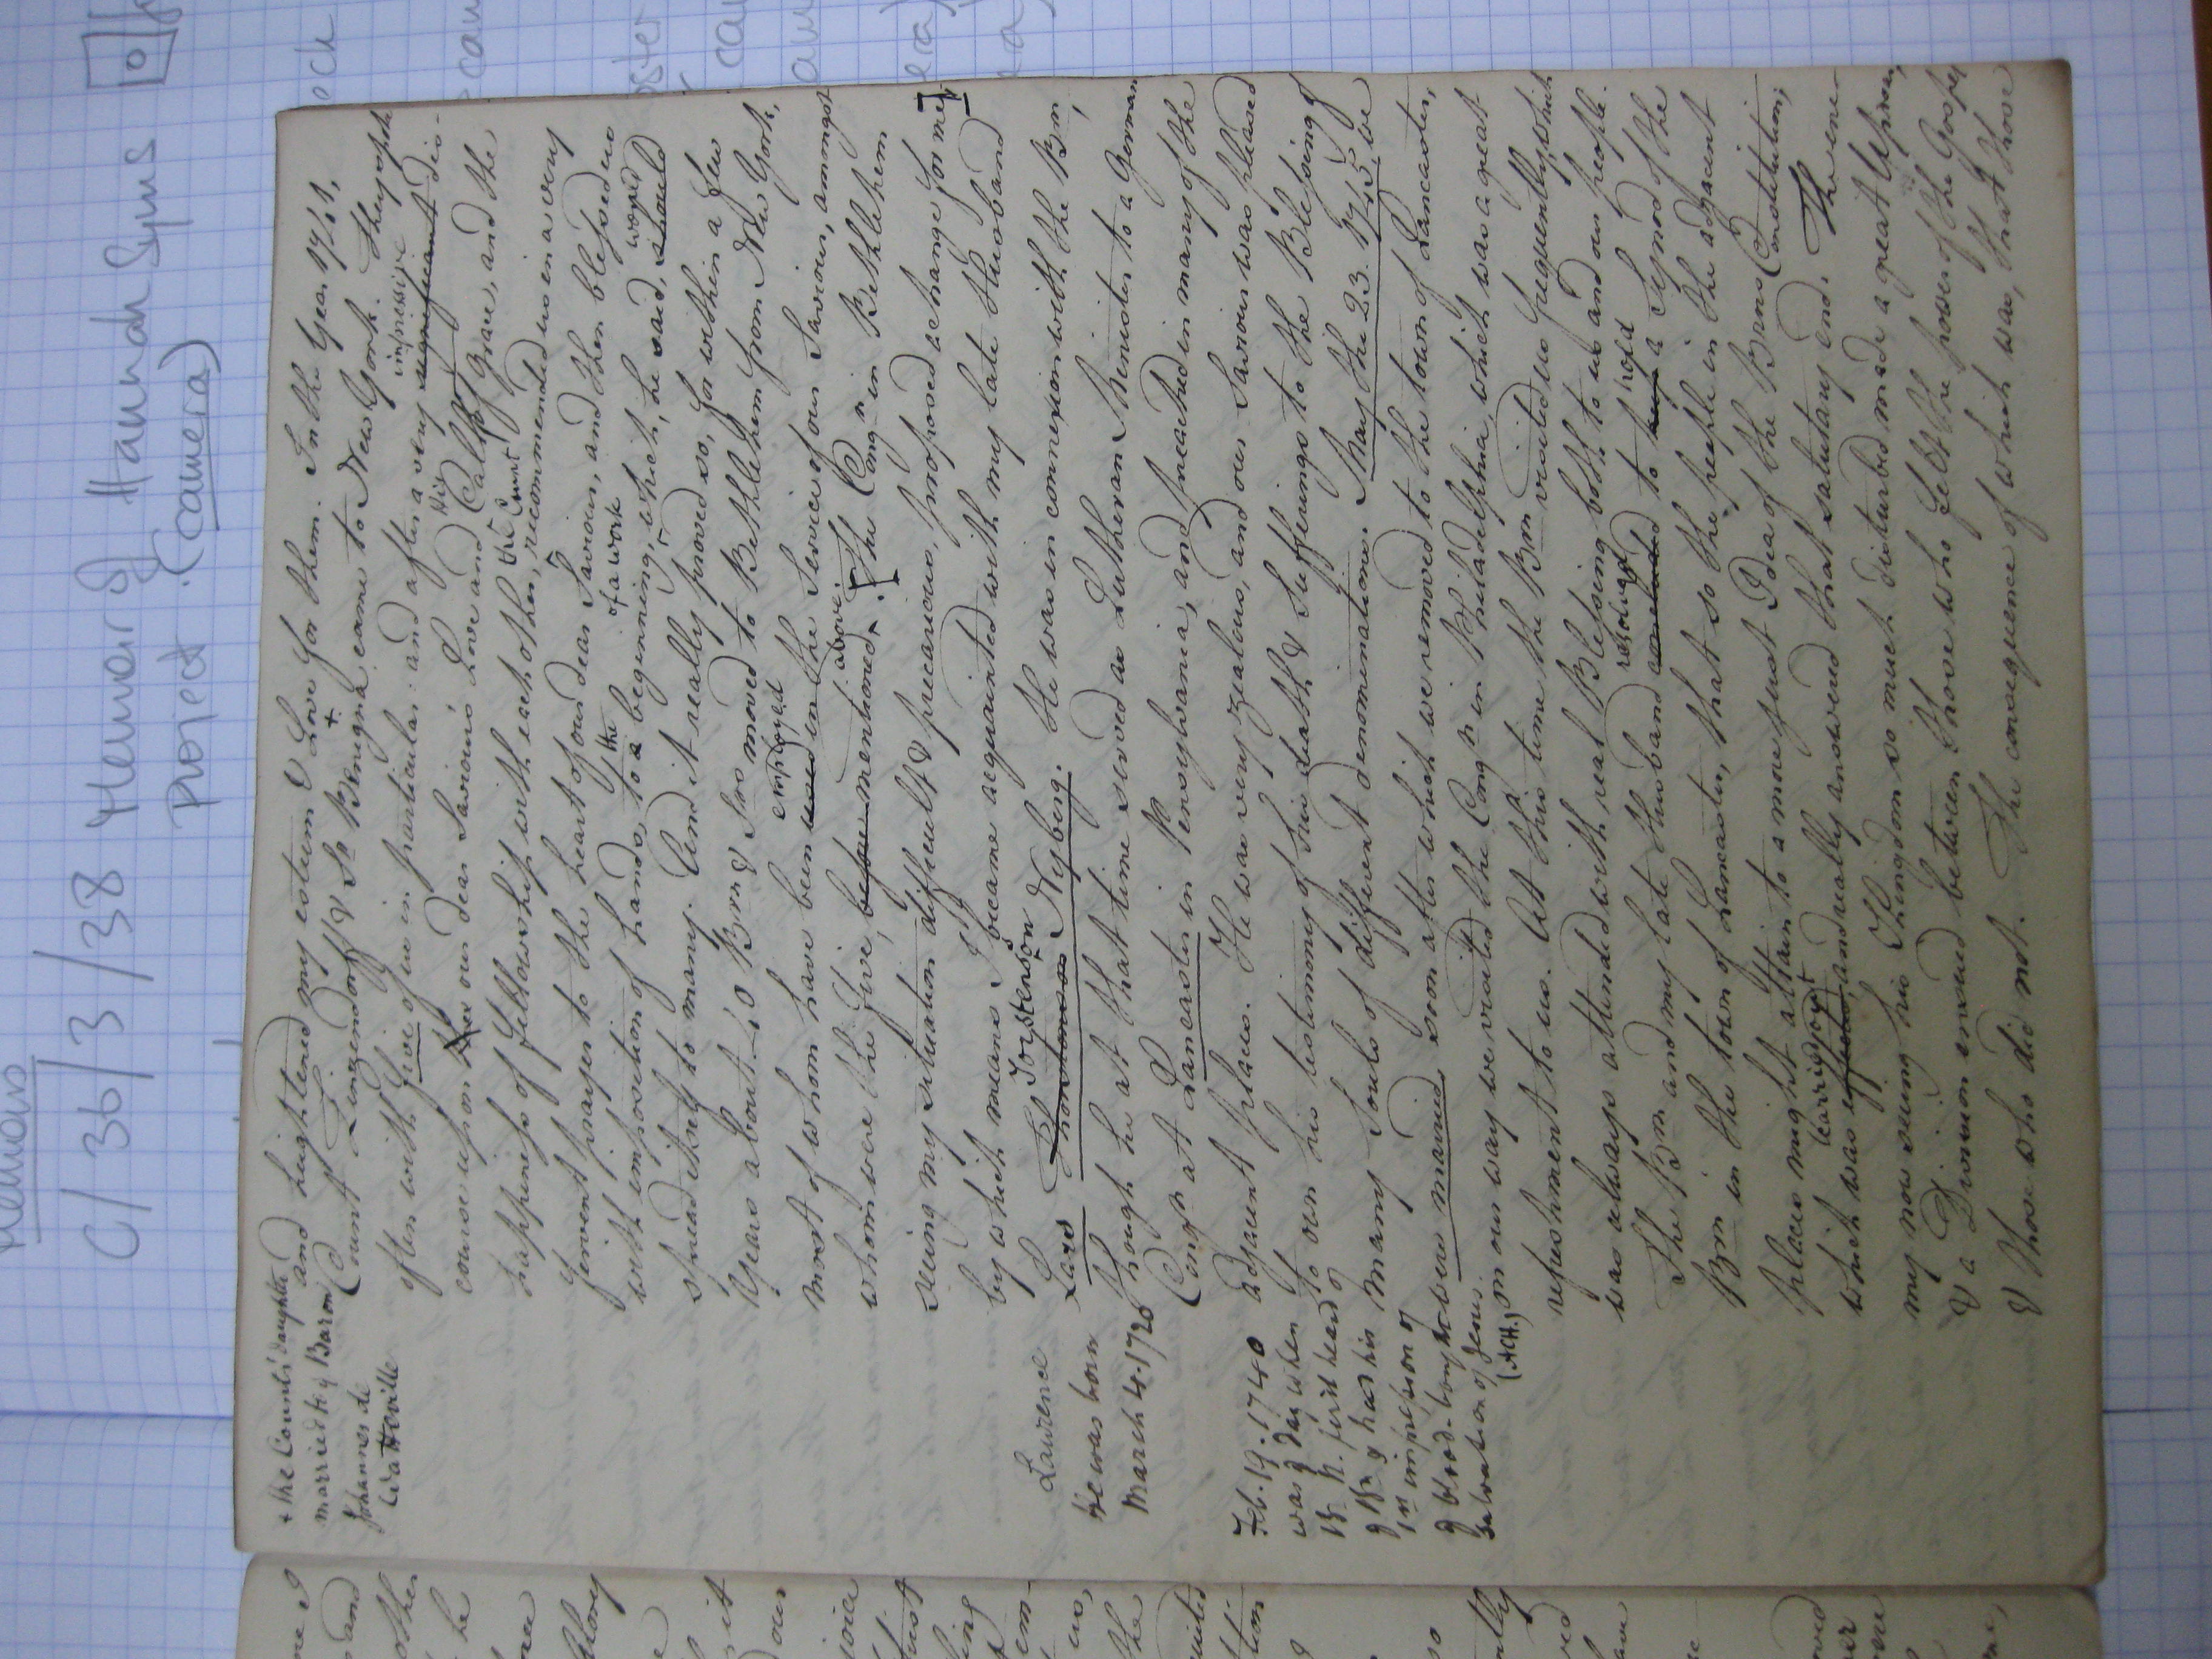 Memoirs
C/36/3/38 Memoir of Hannah Syms
Project (camera)
+ the Count's daughter
married to y Baron
Johannes de
Watteville
and heightened my esteem & Love for them. In the Year 1741,
Count Zinzendorff & Sr Benigna + came to New York. They spoke
impressive
often with five of us in particular: and after a very significant dis-
His
course upon the our dear Saviour's Love and Call of Grace, and the
the Count
happiness of fellowship with each other, recommended us in a very
fervent prayer to the heart of our dear Saviour, and then blessed us
the of a work would
with imposition of hands, to a beginning, which, he said, should
spread itself to many. And it really proved so, for within a few
Years about 40 Brn & Srs moved to Bethlehem from New York,
employed
most of whom have been used in the Service of our Saviour, amongst
above.
whom were the five, before mentioned. [The Congn in Bethlehem
seeing my situation difficult & precarious, proposed a change for me],
by which means I became acquainted with my late Husband
Torstenson
Lars Thorstenson Nyberg. He was in connexion with the Brn,
Lawrence
He was born
March 4. 1720
though he at that time served as Lutheran Minister to a German
Congn at Lancaster in Pensylvania, and preached in many of the
adjacent places. He was very zealous, and our Saviour was pleased
to own his testimony of his death & Sufferings to the Blessing of
many Souls of different denominations. May the 23. 1745, we
were married, soon after which we removed to the town of Lancaster,
Feb. 19. 1740
was y day when
Br. N. first heard of
y Brn & had his
1st impression of
y blood-bought
salvation of Jesus.
(ACH.)
on our way we visited the Congn in Philadelphia, which was a great
refreshment to us. At this time the Brn visited us frequently, which
was always attended with real Blessing both to us and our people.
resolved hold
The Brn and my late Husband concluded to keep a Synod of the
Brn in the town of Lancaster, that so the people in the adjacent
places might attain to a more just Idea of the Brns Constitution;
carried out
which was effected, and really answered that salutary end. The ene-
my now seeing his Kingdom so much disturbed made a great Uproar,
& a Division ensued between those who felt the power of the Gospel
& those who did not. The consequence of which was, that those